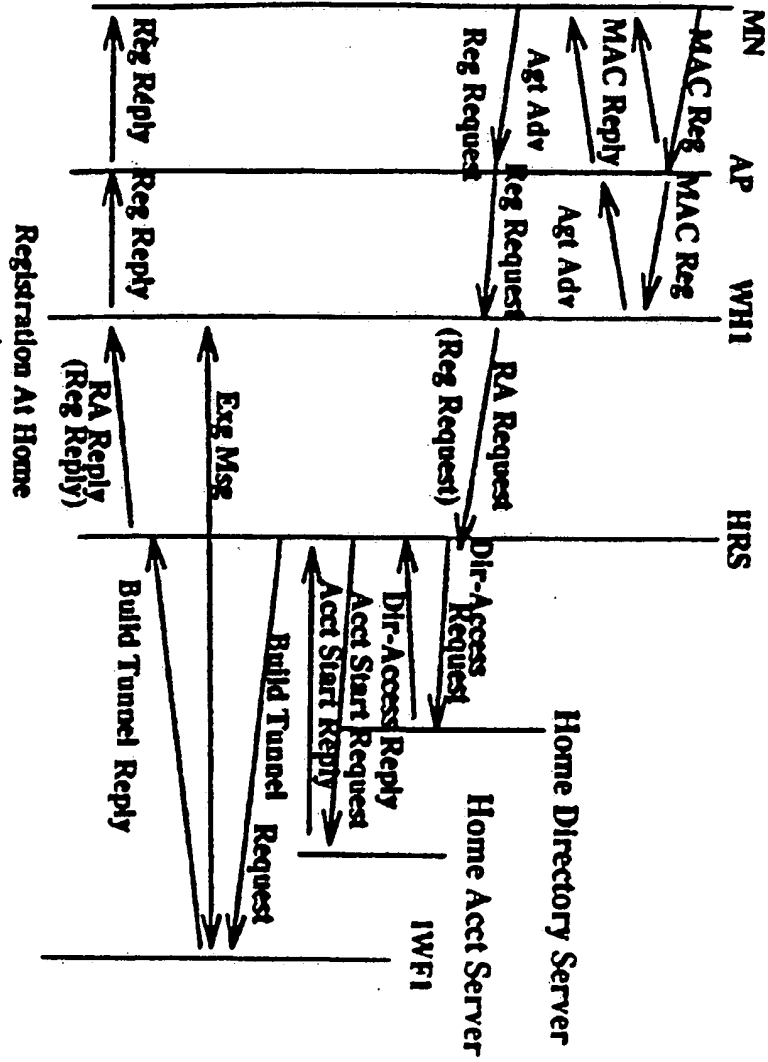 MN
AP
WH1
HRS
Home Directory Server
Home Acct Server
IWF1
MAC Reg
MAC Reg
MAC Reply
Agt Adv
Agt Adv
Reg Request
Reg Request
RA Request
(Reg Request)
Dir-Access
Request
Dir-Access Reply
Acct Start Request
Acct Start Reply
Build Tunnel Request
Exg Msg
Build Tunnel Reply
RA Reply
(Reg Reply)
Reg Reply
Reg Reply
Registration At Home